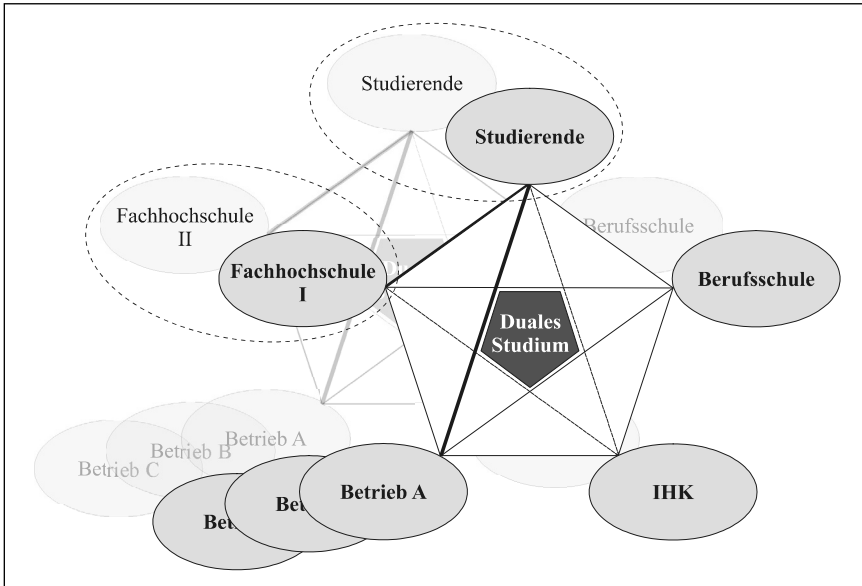 Studierende
Studierende
Fachhochschule
II
Berufsschule
Fachhochschule
I
Berufsschule
Duales
Studium
Betrieb A
Betrieb B
Betrieb C
Betrieb A
IHK